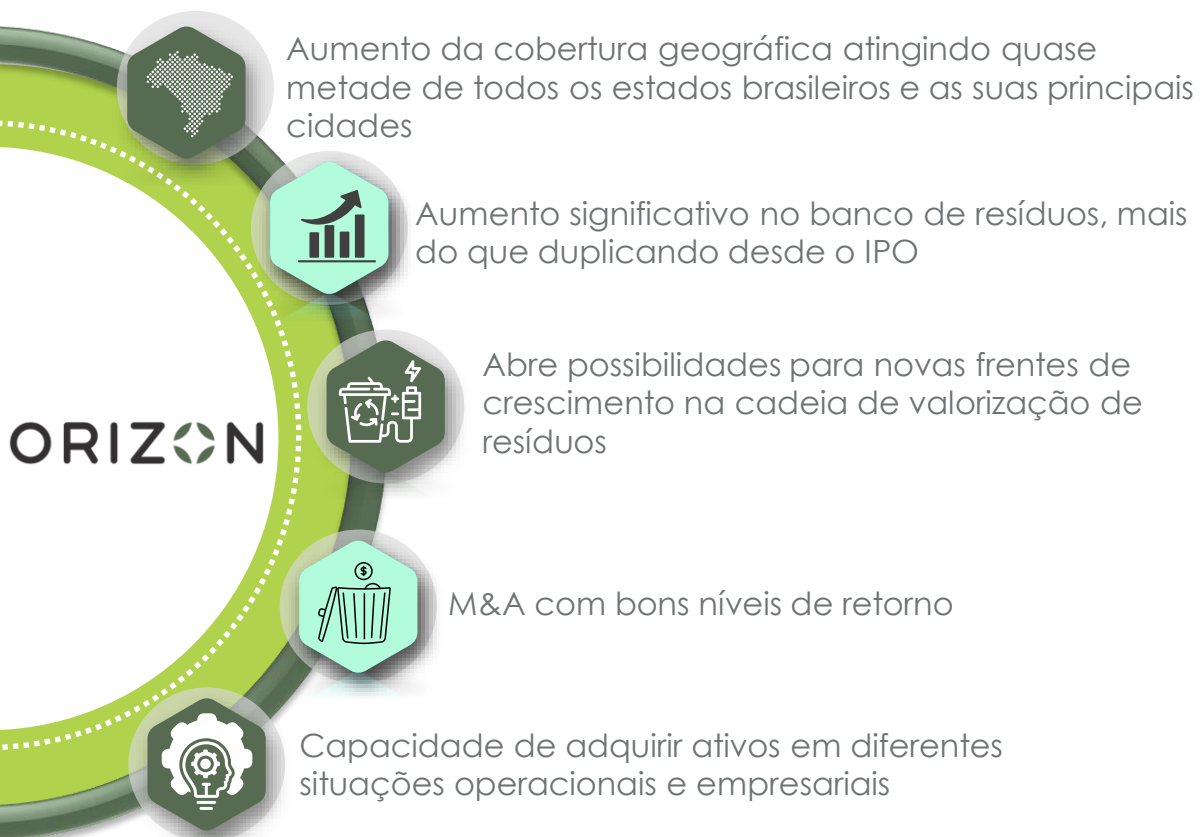 Aumento da cobertura geográfica atingindo quase
metade de todos os estados brasileiros e as suas principais
cidades
Aumento significativo no banco de resíduos, mais
do que duplicando desde o IPO
Abre possibilidades para novas frentes de
crescimento na cadeia de valorização de
resíduos
ORIZON
$
M&A com bons níveis de retorno
Capacidade de adquirir ativos em diferentes
situações operacionais e empresariais